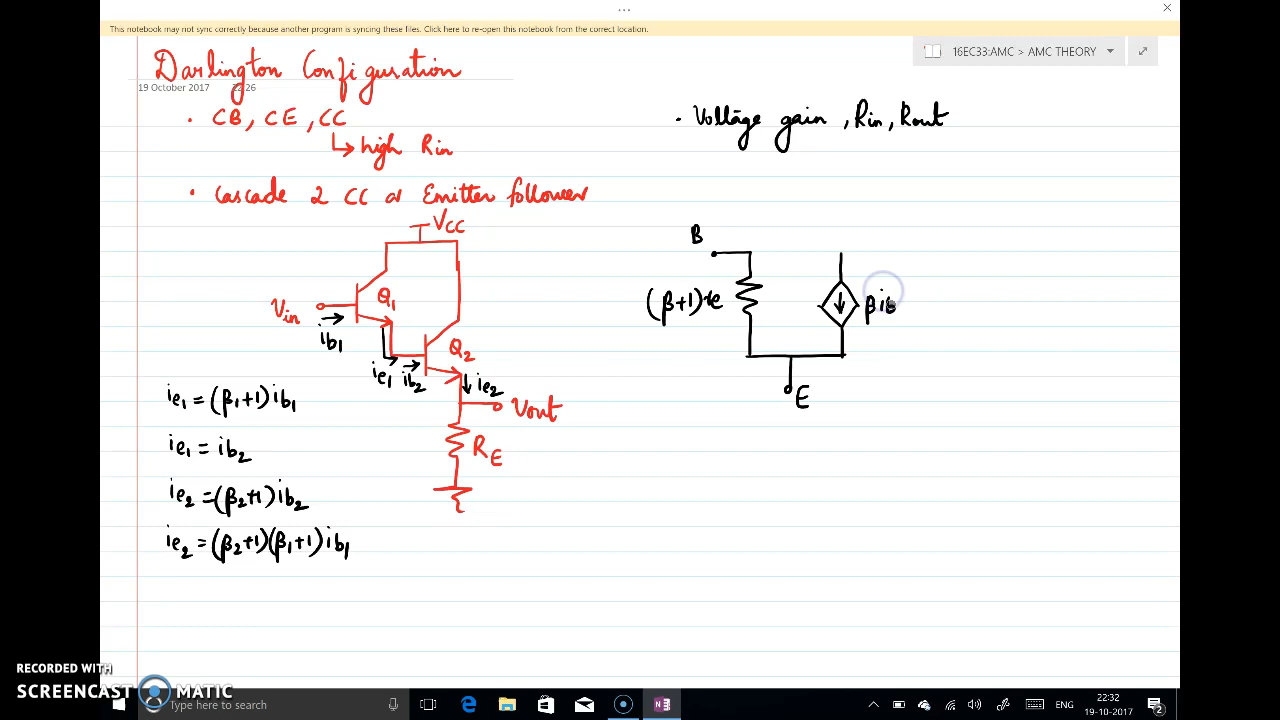 This notebook may not sync correctly because another program is syncing these files. Click here to re-open this notebook from the correct location.
16EC33:AMC > AMC THEORY
Darlington Configuration
19 October 2017 22:26
· CB, CE, CC
↳ high Rin
· Cascade 2 CC or Emitter follower
VCC
Vin
Q1
ib1
Q2
ie1
ib2
ie2
Vout
RE
ie1 = (β1+1) ib1
ie1 = ib2
ie2 = (β2+1) ib2
ie2 = (β2+1)(β1+1) ib1
· Voltage gain, Rin, Rout
B
(β+1) re
βib
E
RECORDED WITH
SCREENCAST MATIC
Type here to search
ENG
22:32
19-10-2017
2